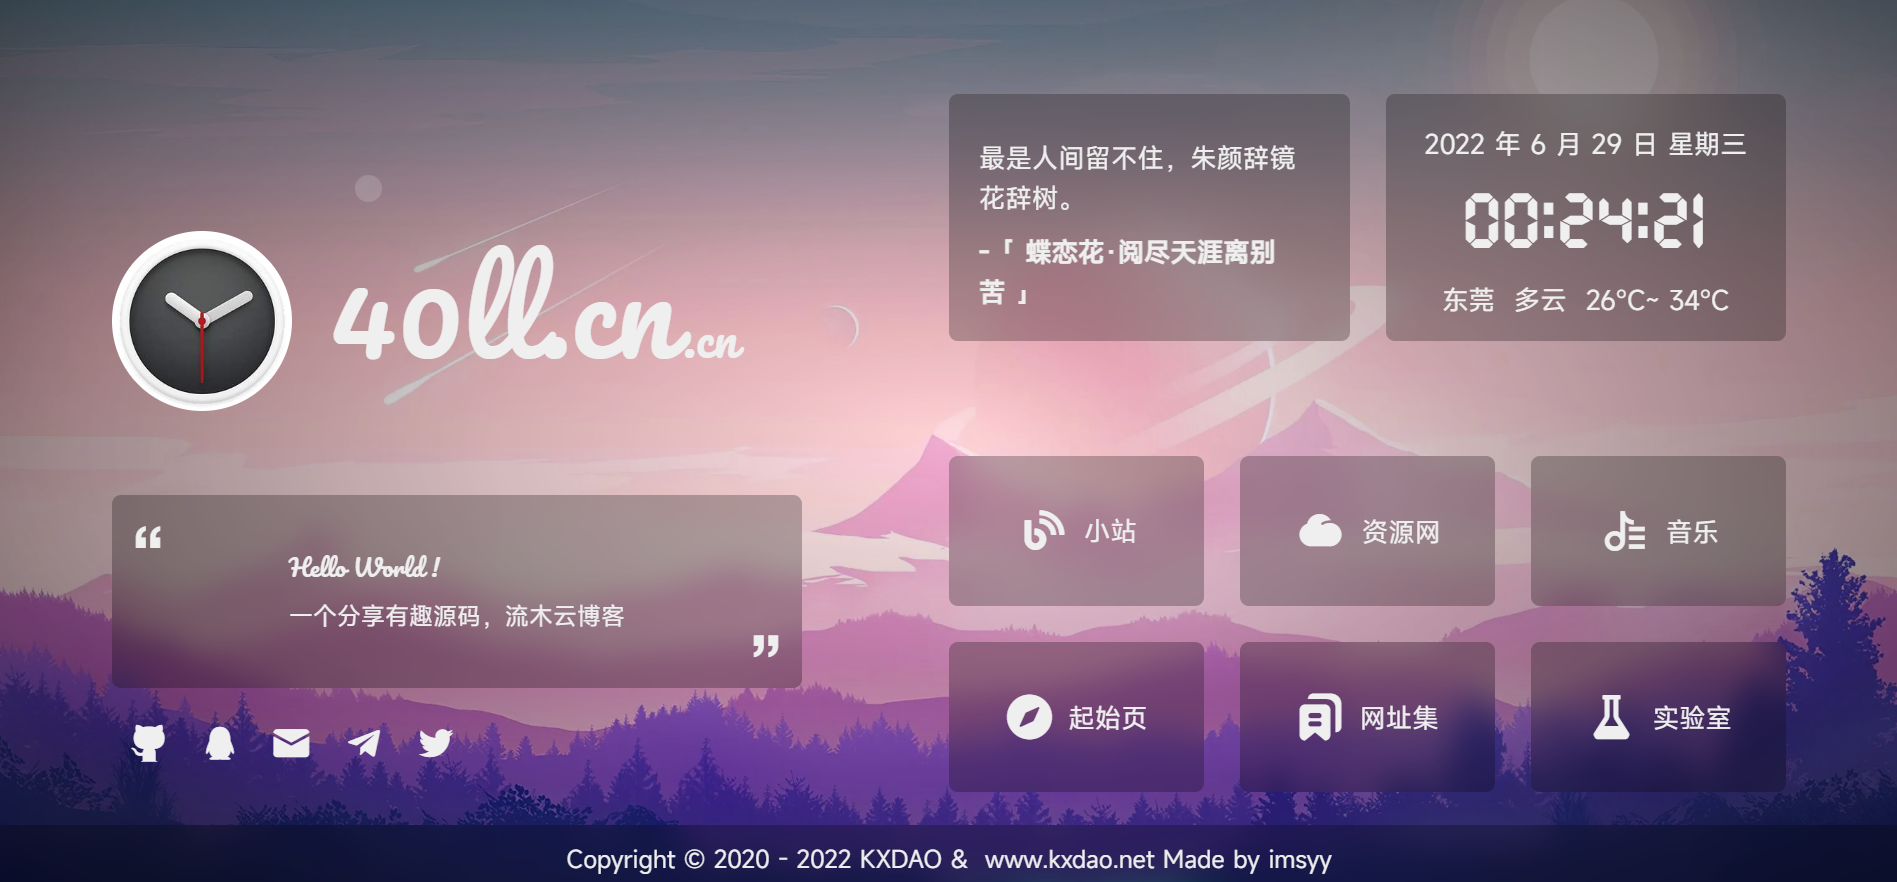 40ll.cn.cn
“
Hello World !
一个分享有趣源码，流木云博客
”
最是人间留不住，朱颜辞镜
花辞树。
-「 蝶恋花·阅尽天涯离别
苦 」
2022 年 6 月 29 日 星期三
00:24:21
东莞 多云 26℃~ 34℃
小站
资源网
音乐
起始页
网址集
实验室
Copyright © 2020 - 2022 KXDAO & www.kxdao.net Made by imsyy